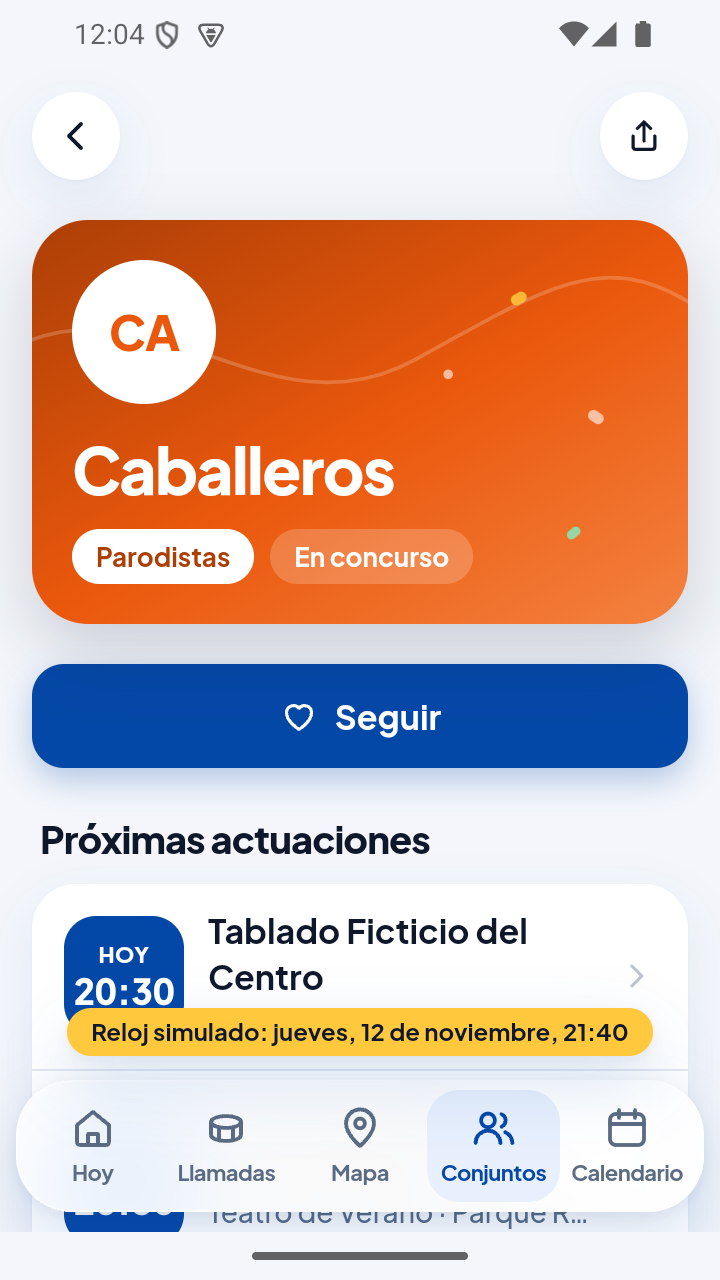 12:04
CA
Caballeros
Parodistas
En concurso
Seguir
Próximas actuaciones
HOY
20:30
Tablado Ficticio del
Centro
Reloj simulado: jueves, 12 de noviembre, 21:40
Hoy
Llamadas
Mapa
Conjuntos
Calendario
Teatro de Verano · Parque R...